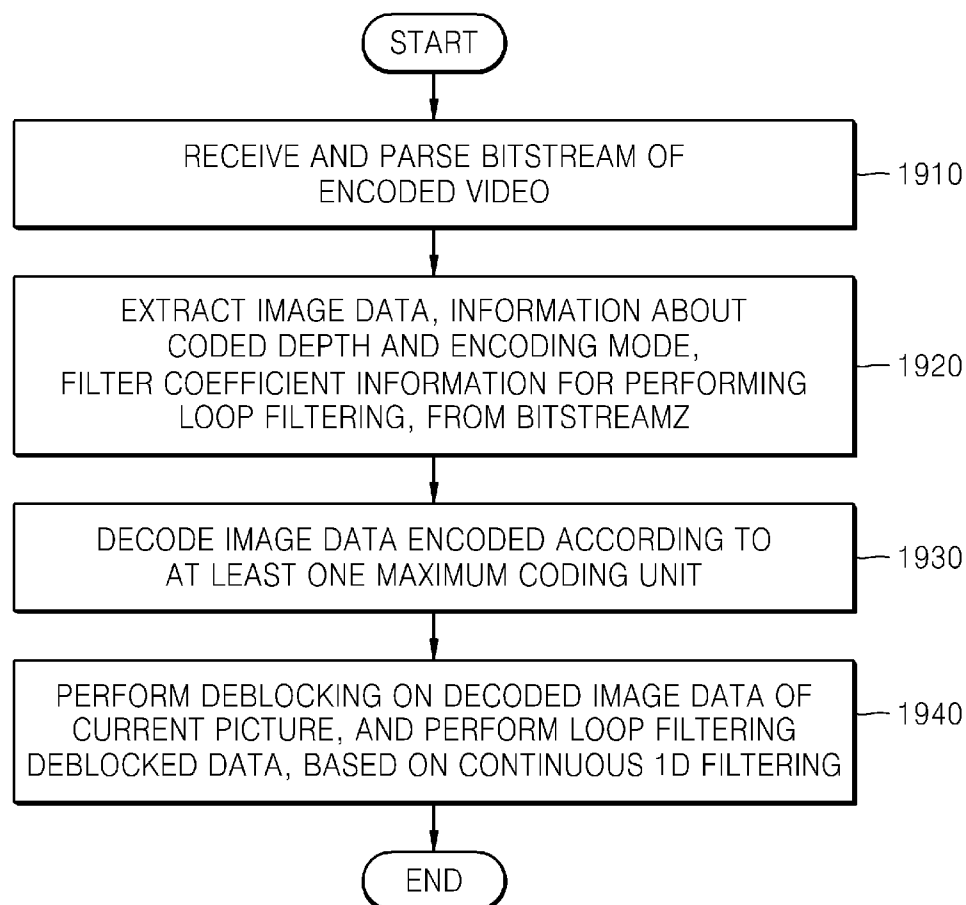 START
RECEIVE AND PARSE BITSTREAM OF
ENCODED VIDEO
1910
EXTRACT IMAGE DATA, INFORMATION ABOUT
CODED DEPTH AND ENCODING MODE,
FILTER COEFFICIENT INFORMATION FOR PERFORMING
LOOP FILTERING, FROM BITSTREAMZ
1920
DECODE IMAGE DATA ENCODED ACCORDING TO
AT LEAST ONE MAXIMUM CODING UNIT
1930
PERFORM DEBLOCKING ON DECODED IMAGE DATA OF
CURRENT PICTURE, AND PERFORM LOOP FILTERING
DEBLOCKED DATA, BASED ON CONTINUOUS 1D FILTERING
1940
END